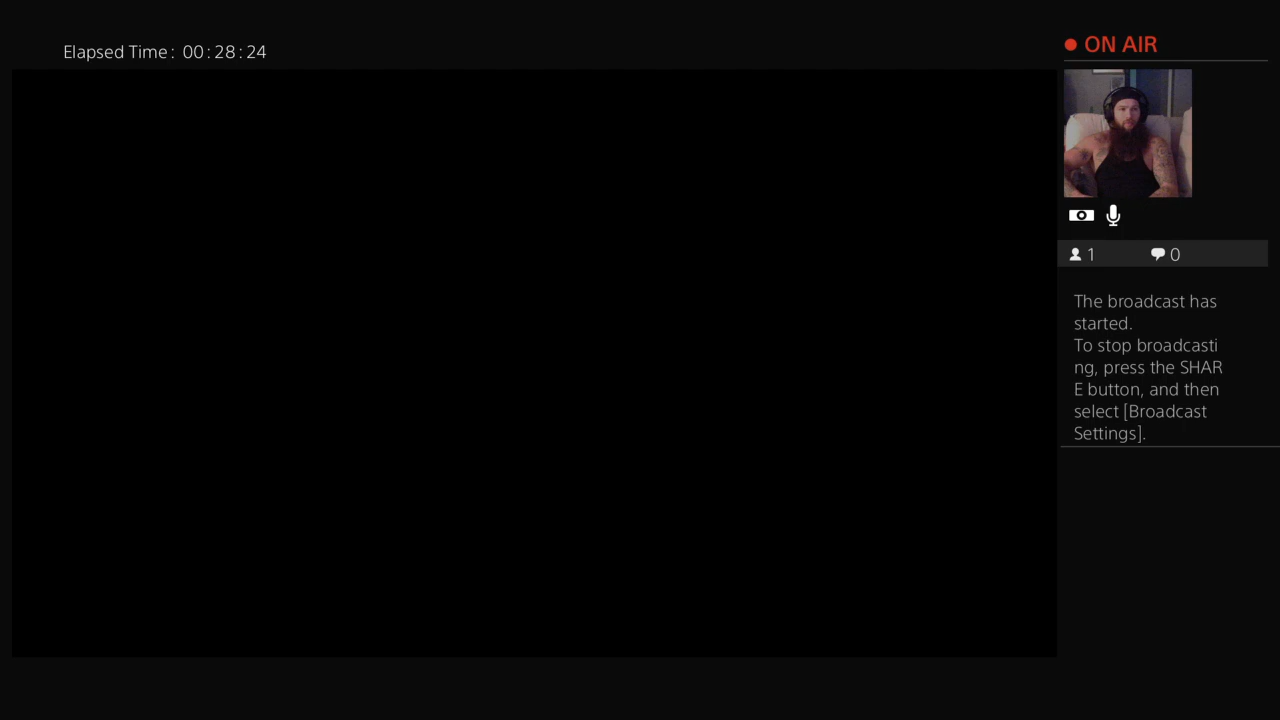 Elapsed Time: 00:28:24
ON AIR
1
0
The broadcast has
started.
To stop broadcasti
ng, press the SHAR
E button, and then
select [Broadcast
Settings].